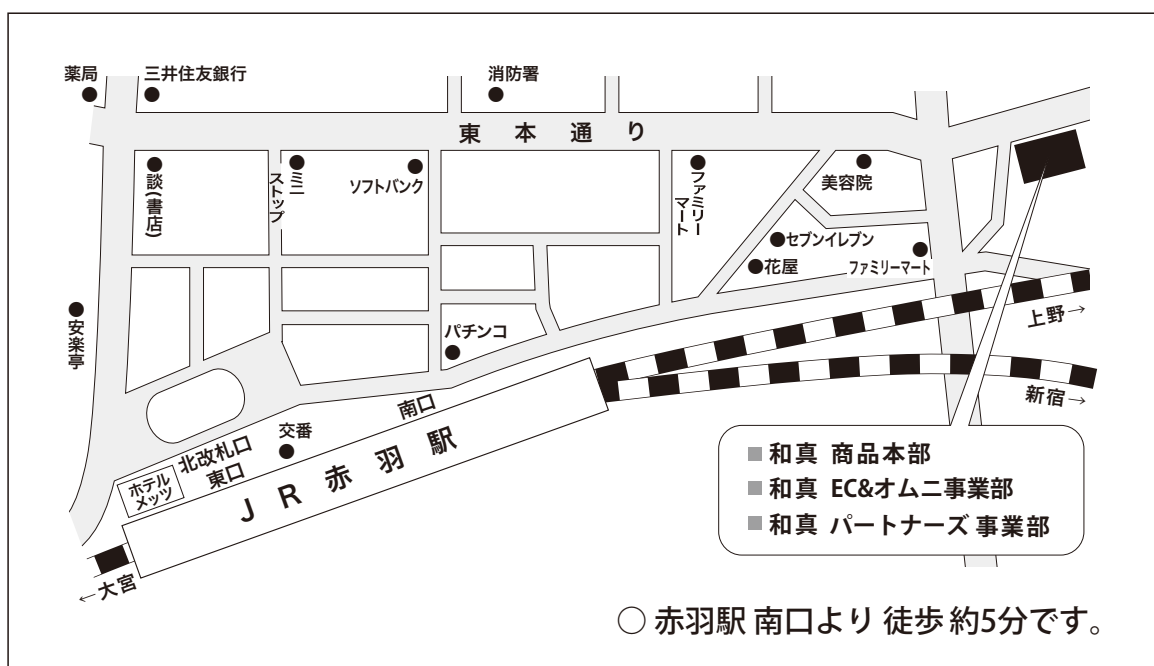 薬局
三井住友銀行
消防署
東本通り
談(書店)
ミニ
ストップ
ソフトバンク
ファミリー
マート
美容院
セブンイレブン
花屋
ファミリーマート
安楽亭
パチンコ
上野→
新宿→
南口
交番
北改札口
東口
ホテル
メッツ
JR赤羽駅
←大宮
■ 和真 商品本部
■ 和真 EC&オムニ事業部
■ 和真 パートナーズ 事業部
○ 赤羽駅 南口より 徒歩 約5分です。